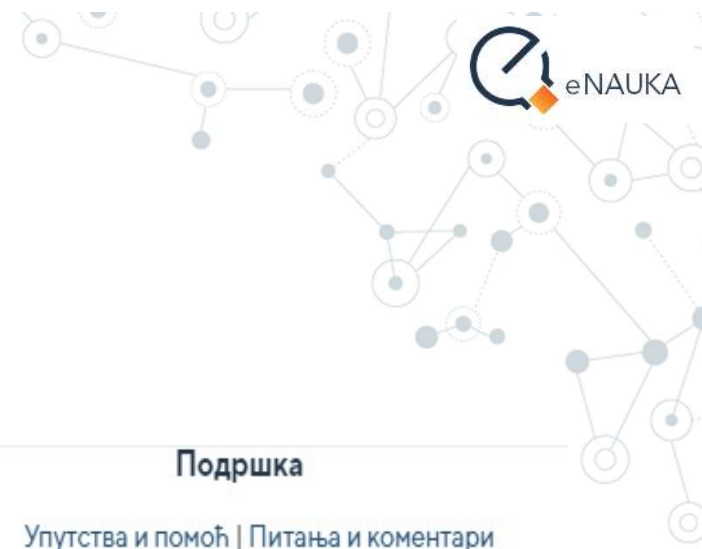 eNAUKA
Подршка
Упутства и помоћ | Питања и коментари